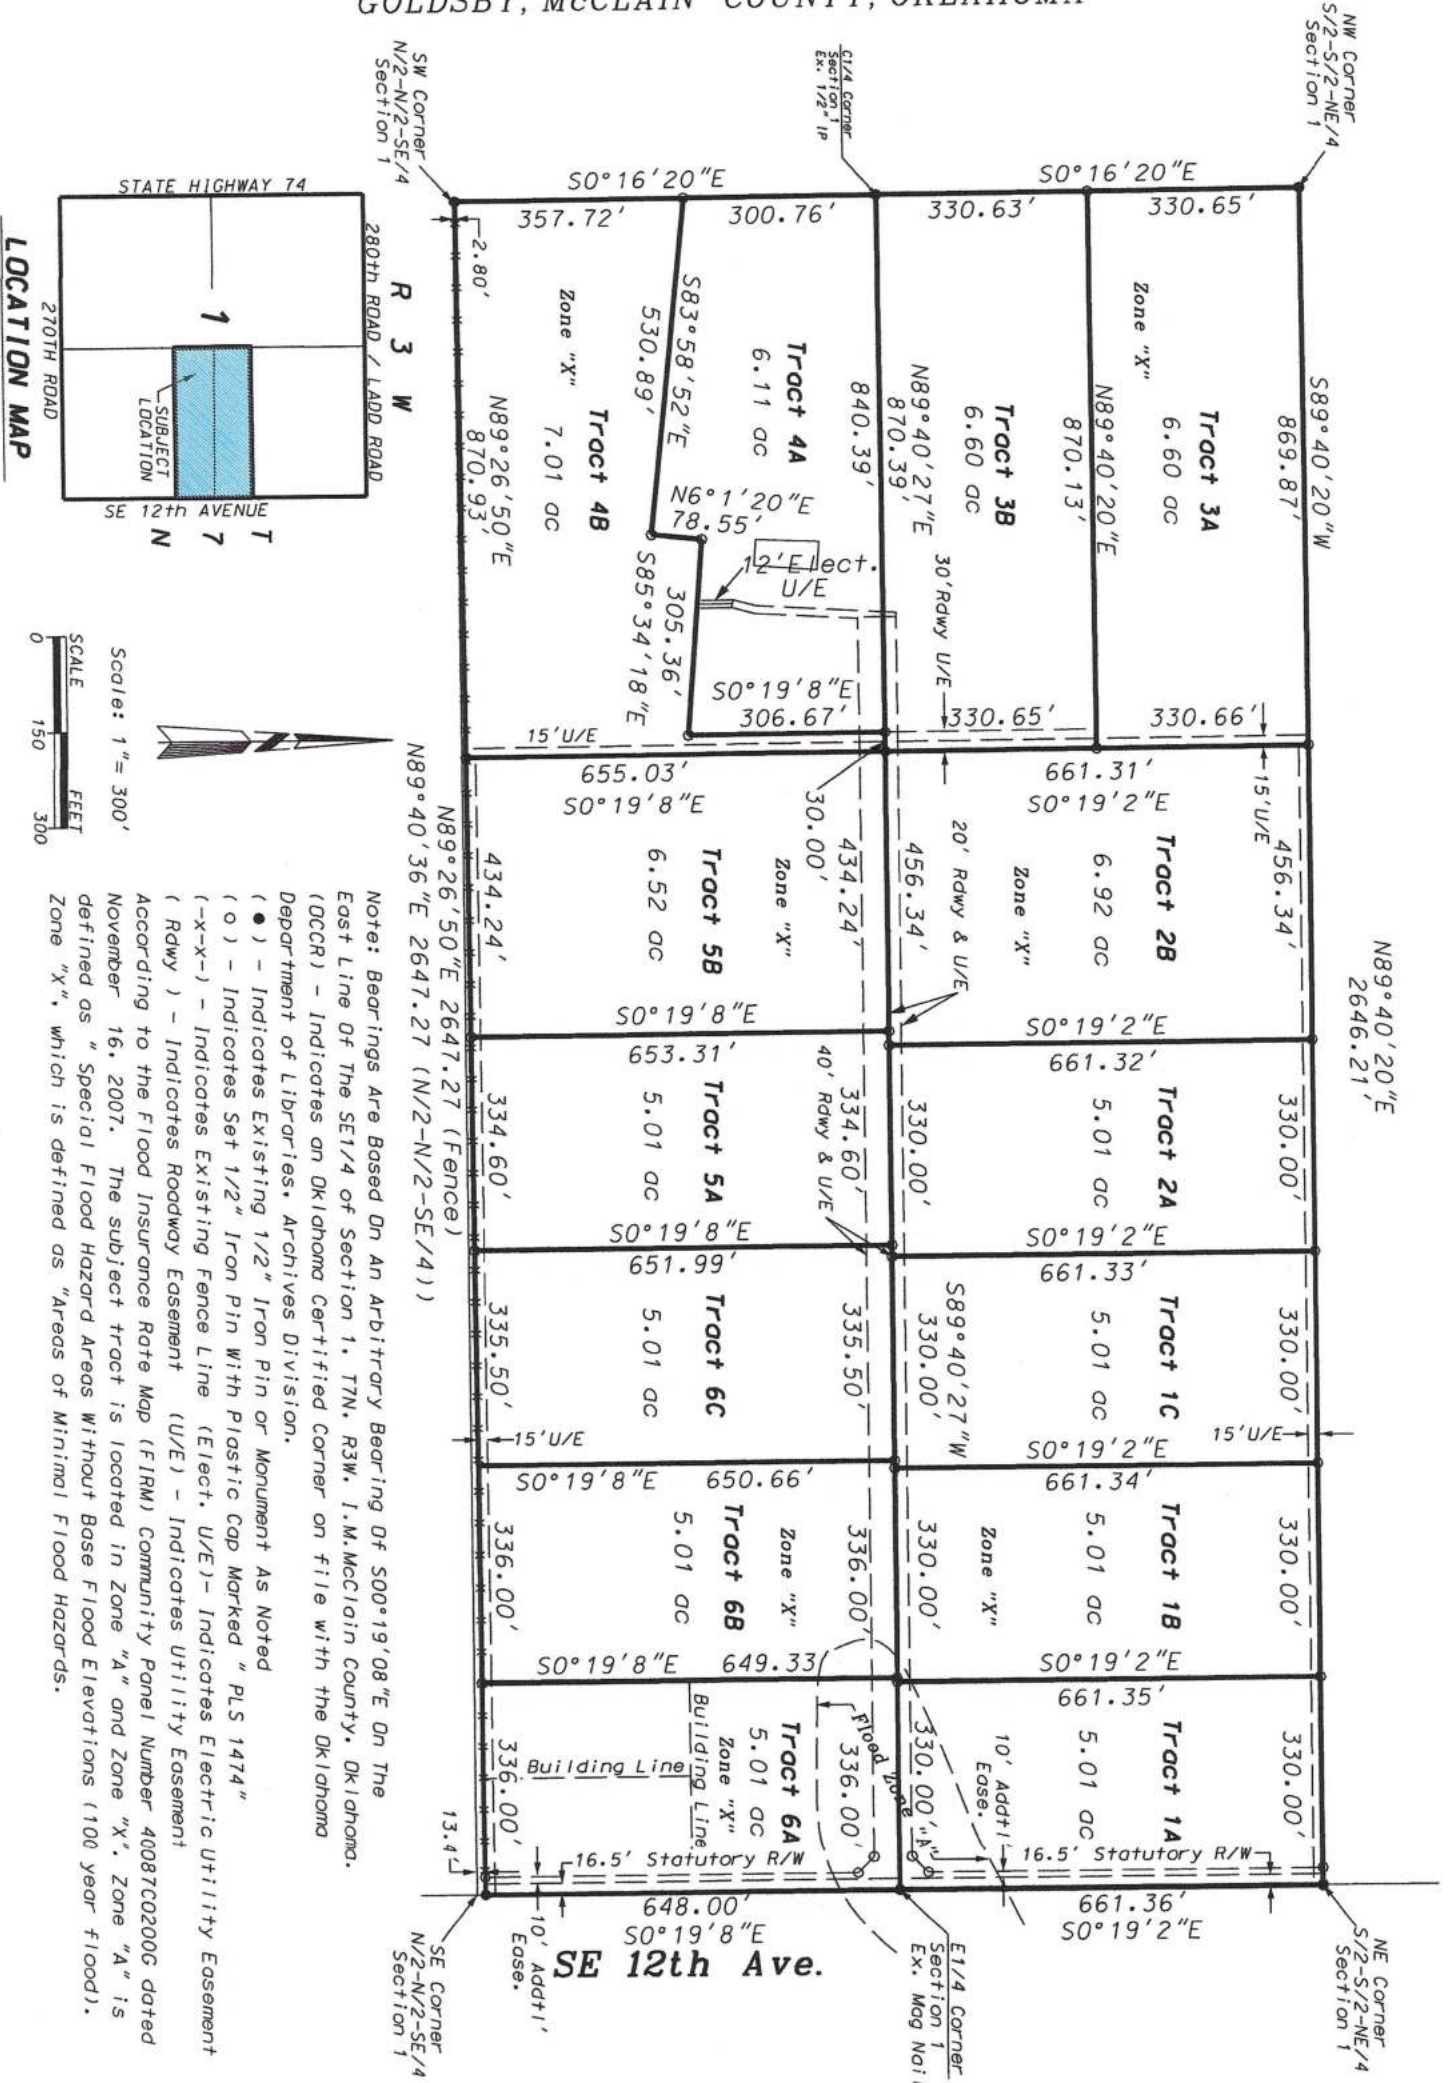 GOLDSBY, McCLAIN COUNTY, OKLAHOMA
NW Corner
S/2-S/2-NE/4
Section 1
C1/4 Corner
Section 1
Ex. 1/2" IP
SW Corner
N/2-N/2-SE/4
Section 1
S0°16'20"E
357.72'
300.76'
S0°16'20"E
330.63'
330.65'
S89°40'20"W
869.87'
Tract 3A
6.60 ac
Zone "X"
N89°40'20"E
870.13'
Tract 3B
6.60 ac
N89°40'27"E
870.39'
840.39'
Tract 4A
6.11 ac
S83°58'52"E
530.89'
N6°1'20"E
78.55'
12'Elect.
U/E
305.36'
S85°34'18"E
S0°19'8"E
306.67'
30'Rdwy U/E
330.65'
330.66'
15'U/E
Zone "X"
Tract 4B
7.01 ac
2.80'
N89°26'50"E
870.93'
15'U/E
655.03'
S0°19'8"E
30.00'
661.31'
S0°19'2"E
N89°40'20"E
2646.21'
456.34'
Tract 2B
6.92 ac
Zone "X"
20' Rdwy & U/E
456.34'
434.24'
Zone "X"
Tract 5B
6.52 ac
434.24'
S0°19'8"E
653.31'
S0°19'2"E
661.32'
330.00'
Tract 2A
5.01 ac
330.00'
40' Rdwy & U/E
334.60'
Tract 5A
5.01 ac
334.60'
S0°19'8"E
651.99'
S0°19'2"E
661.33'
330.00'
Tract 1C
5.01 ac
S89°40'27"W
330.00'
335.50'
Tract 6C
5.01 ac
335.50'
15'U/E
15'U/E
S0°19'8"E 650.66'
S0°19'2"E
661.34'
330.00'
Tract 1B
5.01 ac
Zone "X"
330.00'
336.00'
Zone "X"
Tract 6B
5.01 ac
336.00'
S0°19'8"E 649.33'
S0°19'2"E
661.35'
330.00'
Tract 1A
5.01 ac
10' Addtl'
Ease.
330.00'
Flood Zone "A"
336.00'
Tract 6A
5.01 ac
Zone "X"
Building Line
Building Line
336.00'
13.4'
16.5' Statutory R/W
16.5' Statutory R/W
648.00'
S0°19'8"E
661.36'
S0°19'2"E
10' Addtl'
Ease.
SE 12th Ave.
SE Corner
N/2-N/2-SE/4
Section 1
E1/4 Corner
Section 1
Ex. Mag Nail
NE Corner
S/2-S/2-NE/4
Section 1
N89°26'50"E 2647.27 (Fence)
N89°40'36"E 2647.27 (N/2-N/2-SE/4))
R 3 W
280th ROAD / LADD ROAD
STATE HIGHWAY 74
1
SUBJECT
LOCATION
SE 12th AVENUE
T
7
N
270TH ROAD
LOCATION MAP
Scale: 1"= 300'
SCALE FEET
0 150 300
Note: Bearings Are Based On An Arbitrary Bearing Of S00°19'08"E On The
East Line Of The SE1/4 of Section 1, T7N, R3W, I.M.McClain County, Oklahoma.
(OCCR) - Indicates an Oklahoma Certified Corner on file with the Oklahoma
Department of Libraries, Archives Division.
( ● ) - Indicates Existing 1/2" Iron Pin or Monument As Noted
( o ) - Indicates Set 1/2" Iron Pin With Plastic Cap Marked " PLS 1474"
(-x-x-) - Indicates Existing Fence Line (Elect. U/E)- Indicates Electric Utility Easement
( Rdwy ) - Indicates Roadway Easement (U/E) - Indicates Utility Easement
According to the Flood Insurance Rate Map (FIRM) Community Panel Number 40087C0200G dated
November 16, 2007. The subject tract is located in Zone "A" and Zone "X". Zone "A" is
defined as " Special Flood Hazard Areas Without Base Flood Elevations (100 year flood).
Zone "X", which is defined as "Areas of Minimal Flood Hazards.